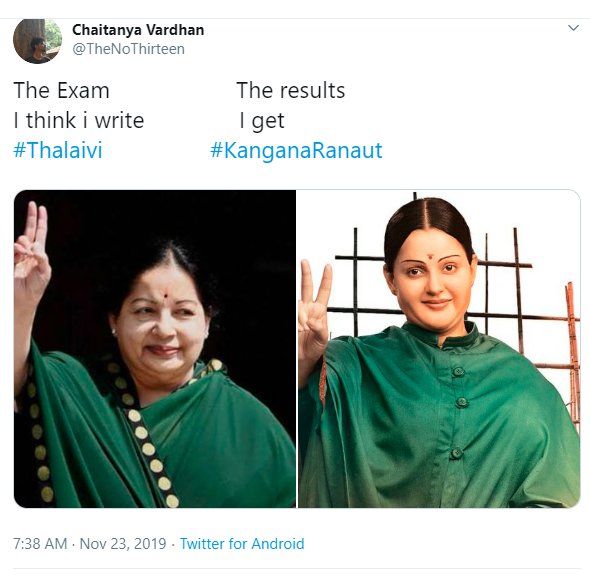 Chaitanya Vardhan
@TheNoThirteen
The Exam The results
I think i write I get
#Thalaivi #KanganaRanaut
7:38 AM · Nov 23, 2019 · Twitter for Android